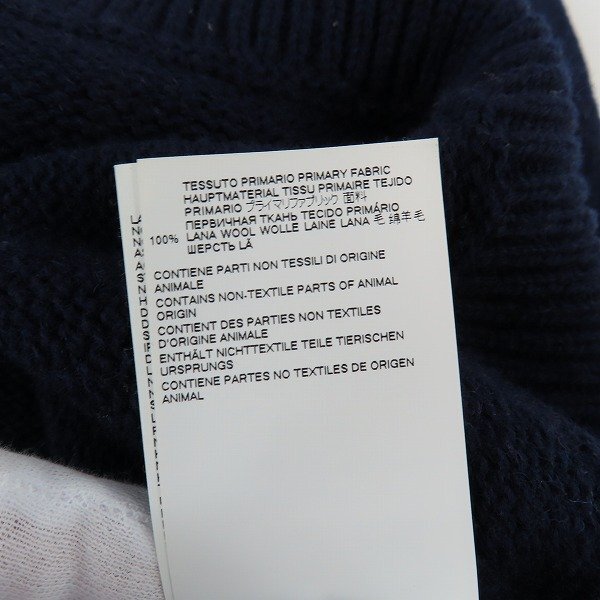 TESSUTO PRIMARIO PRIMARY FABRIC
HAUPTMATERIAL TISSU PRIMAIRE TEJIDO
PRIMARIO プライマリファブリック 面料
ПЕРВИЧНАЯ ТКАНЬ TECIDO PRIMÁRIO
100% LANA WOOL WOLLE LAINE LANA 毛 绵羊毛
ШЕРСТЬ LÃ
CONTIENE PARTI NON TESSILI DI ORIGINE
ANIMALE
CONTAINS NON-TEXTILE PARTS OF ANIMAL
ORIGIN
CONTIENT DES PARTIES NON TEXTILES
D'ORIGINE ANIMALE
ENTHÄLT NICHTTEXTILE TEILE TIERISCHEN
URSPRUNGS
CONTIENE PARTES NO TEXTILES DE ORIGEN
ANIMAL